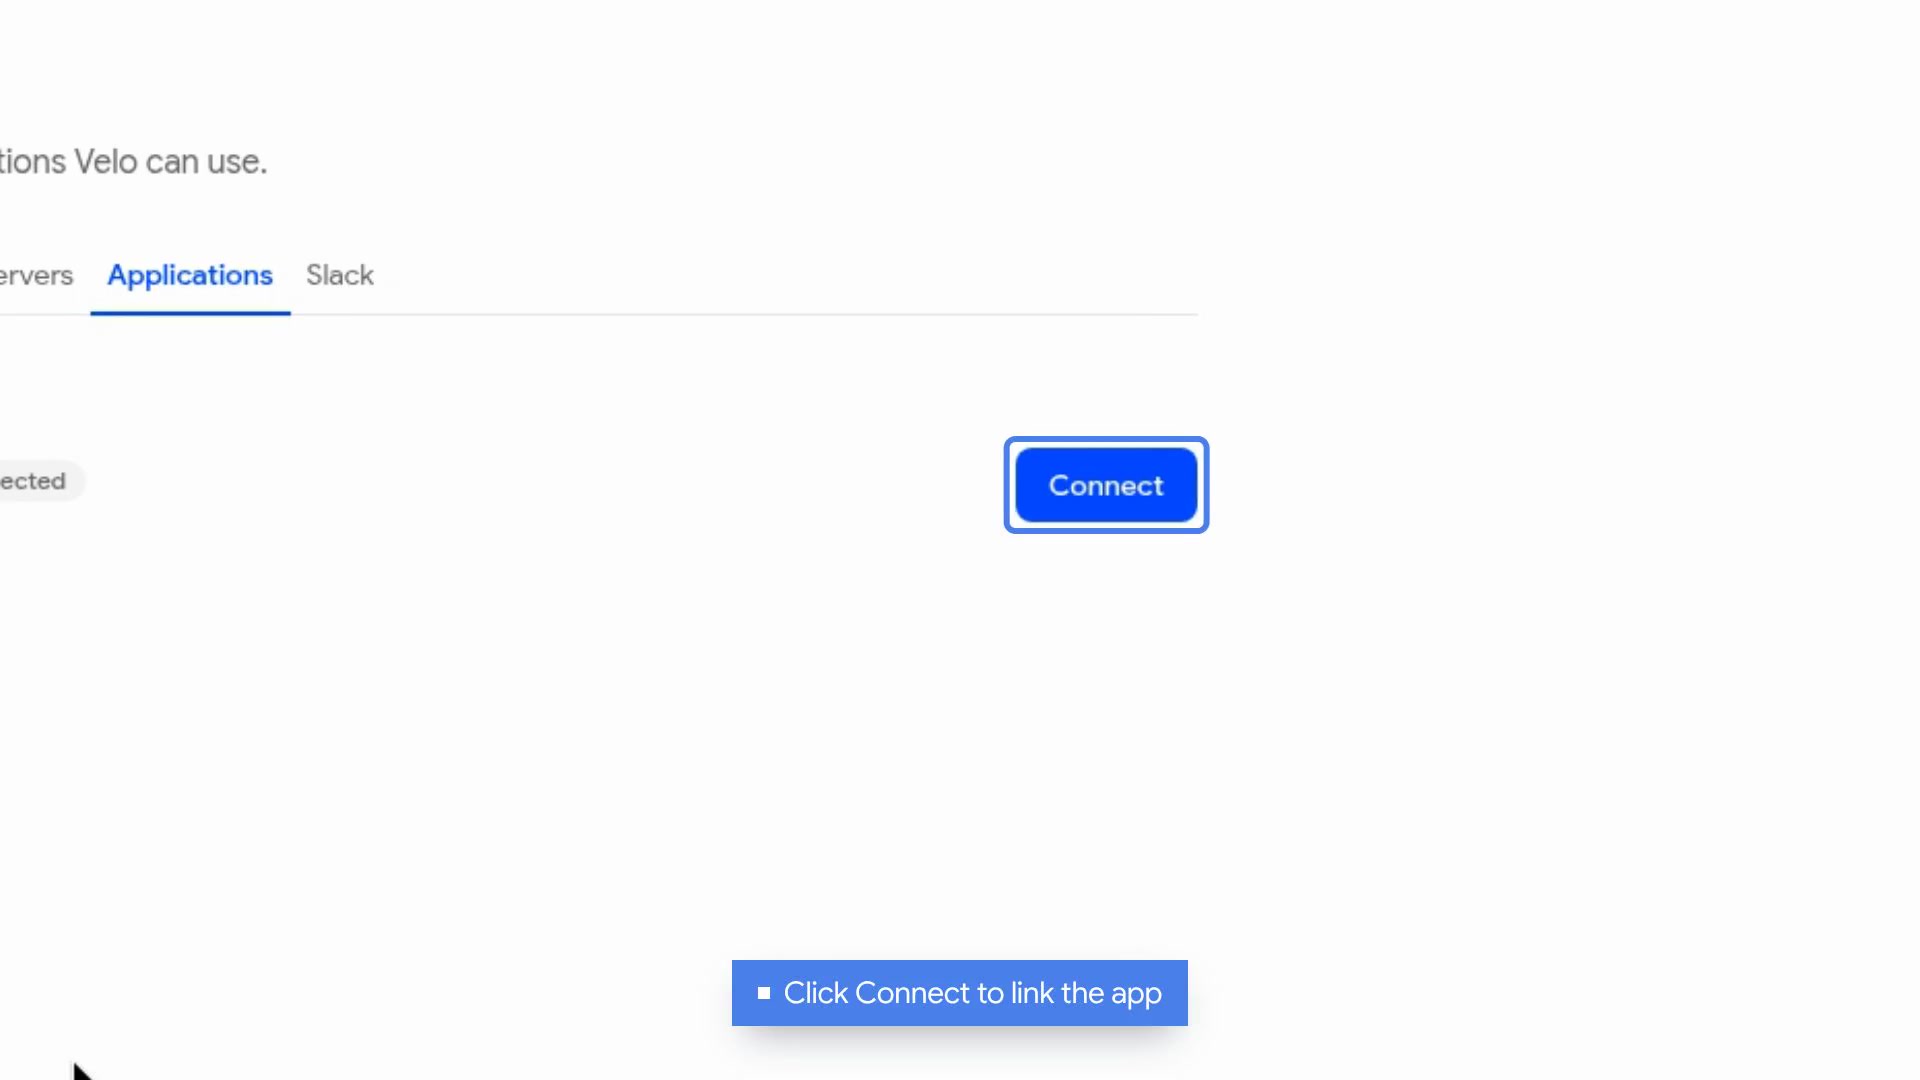 tions Velo can use.
ervers Applications Slack
ected Connect
Click Connect to link the app